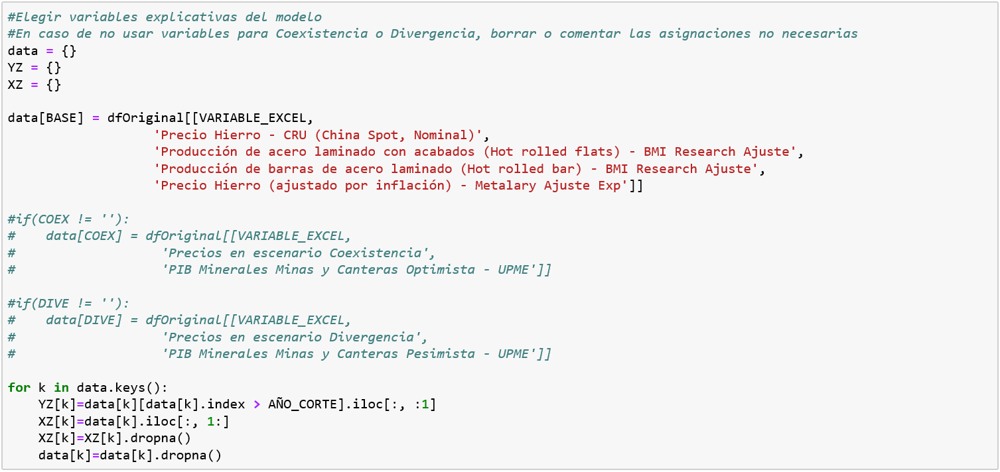 #Elegir variables explicativas del modelo
#En caso de no usar variables para Coexistencia o Divergencia, borrar o comentar las asignaciones no necesarias
data = {}
YZ = {}
XZ = {}

data[BASE] = dfOriginal[[VARIABLE_EXCEL,
                   'Precio Hierro - CRU (China Spot, Nominal)',
                   'Producción de acero laminado con acabados (Hot rolled flats) - BMI Research Ajuste',
                   'Producción de barras de acero laminado (Hot rolled bar) - BMI Research Ajuste',
                   'Precio Hierro (ajustado por inflación) - Metalary Ajuste Exp']]

#if(COEX != ''):
#    data[COEX] = dfOriginal[[VARIABLE_EXCEL,
#                   'Precios en escenario Coexistencia',
#                   'PIB Minerales Minas y Canteras Optimista - UPME']]

#if(DIVE != ''):
#    data[DIVE] = dfOriginal[[VARIABLE_EXCEL,
#                   'Precios en escenario Divergencia',
#                   'PIB Minerales Minas y Canteras Pesimista - UPME']]

for k in data.keys():
    YZ[k]=data[k][data[k].index > AÑO_CORTE].iloc[:, :1]
    XZ[k]=data[k].iloc[:, 1:]
    XZ[k]=XZ[k].dropna()
    data[k]=data[k].dropna()